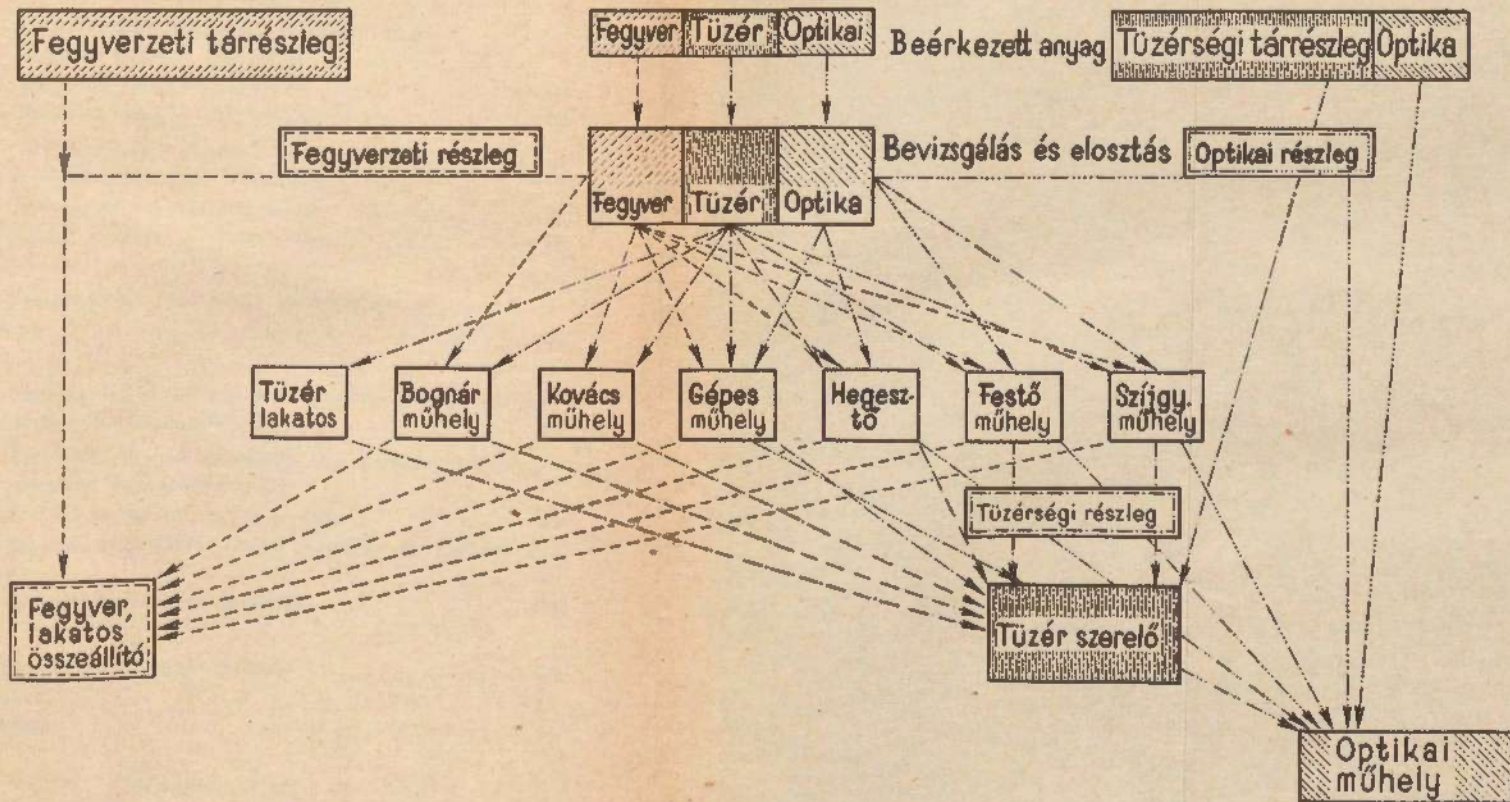 Fegyverzeti tárrészleg
Fegyver Tüzér Optikai
Beérkezett anyag
Tüzérségi tárrészleg Optika
Fegyverzeti részleg
Bevizsgálás és elosztás
Optikai részleg
Fegyver Tüzér Optika
Tüzér
lakatos
Bognár
műhely
Kovács
műhely
Gépes
műhely
Hegesz-
tő
Festő
műhely
Szíjgy.
műhely
Tüzérségi részleg
Fegyver,
lakatos
összeállító
Tüzér szerelő
Optikai
műhely